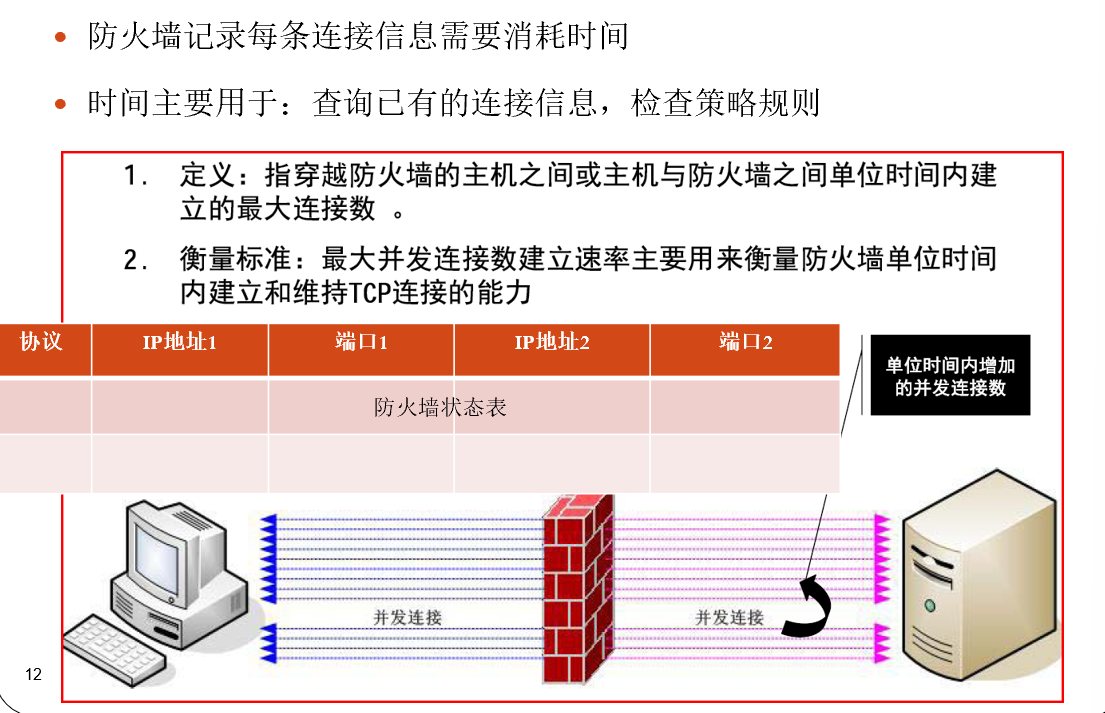 防火墙记录每条连接信息需要消耗时间
时间主要用于：查询已有的连接信息，检查策略规则
1. 定义：指穿越防火墙的主机之间或主机与防火墙之间单位时间内建
立的最大连接数 。
2. 衡量标准：最大并发连接数建立速率主要用来衡量防火墙单位时间
内建立和维持TCP连接的能力
协议 IP地址1 端口1 IP地址2 端口2
防火墙状态表
单位时间内增加
的并发连接数
并发连接 并发连接
12